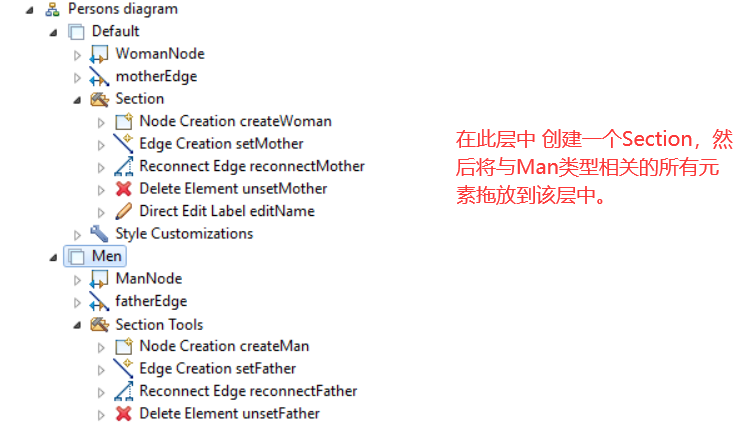 Persons diagram
Default
WomanNode
motherEdge
Section
Node Creation createWoman
Edge Creation setMother
Reconnect Edge reconnectMother
Delete Element unsetMother
Direct Edit Label editName
Style Customizations
Men
ManNode
fatherEdge
Section Tools
Node Creation createMan
Edge Creation setFather
Reconnect Edge reconnectFather
Delete Element unsetFather
在此层中 创建一个Section，然
后将与Man类型相关的所有元
素拖放到该层中。